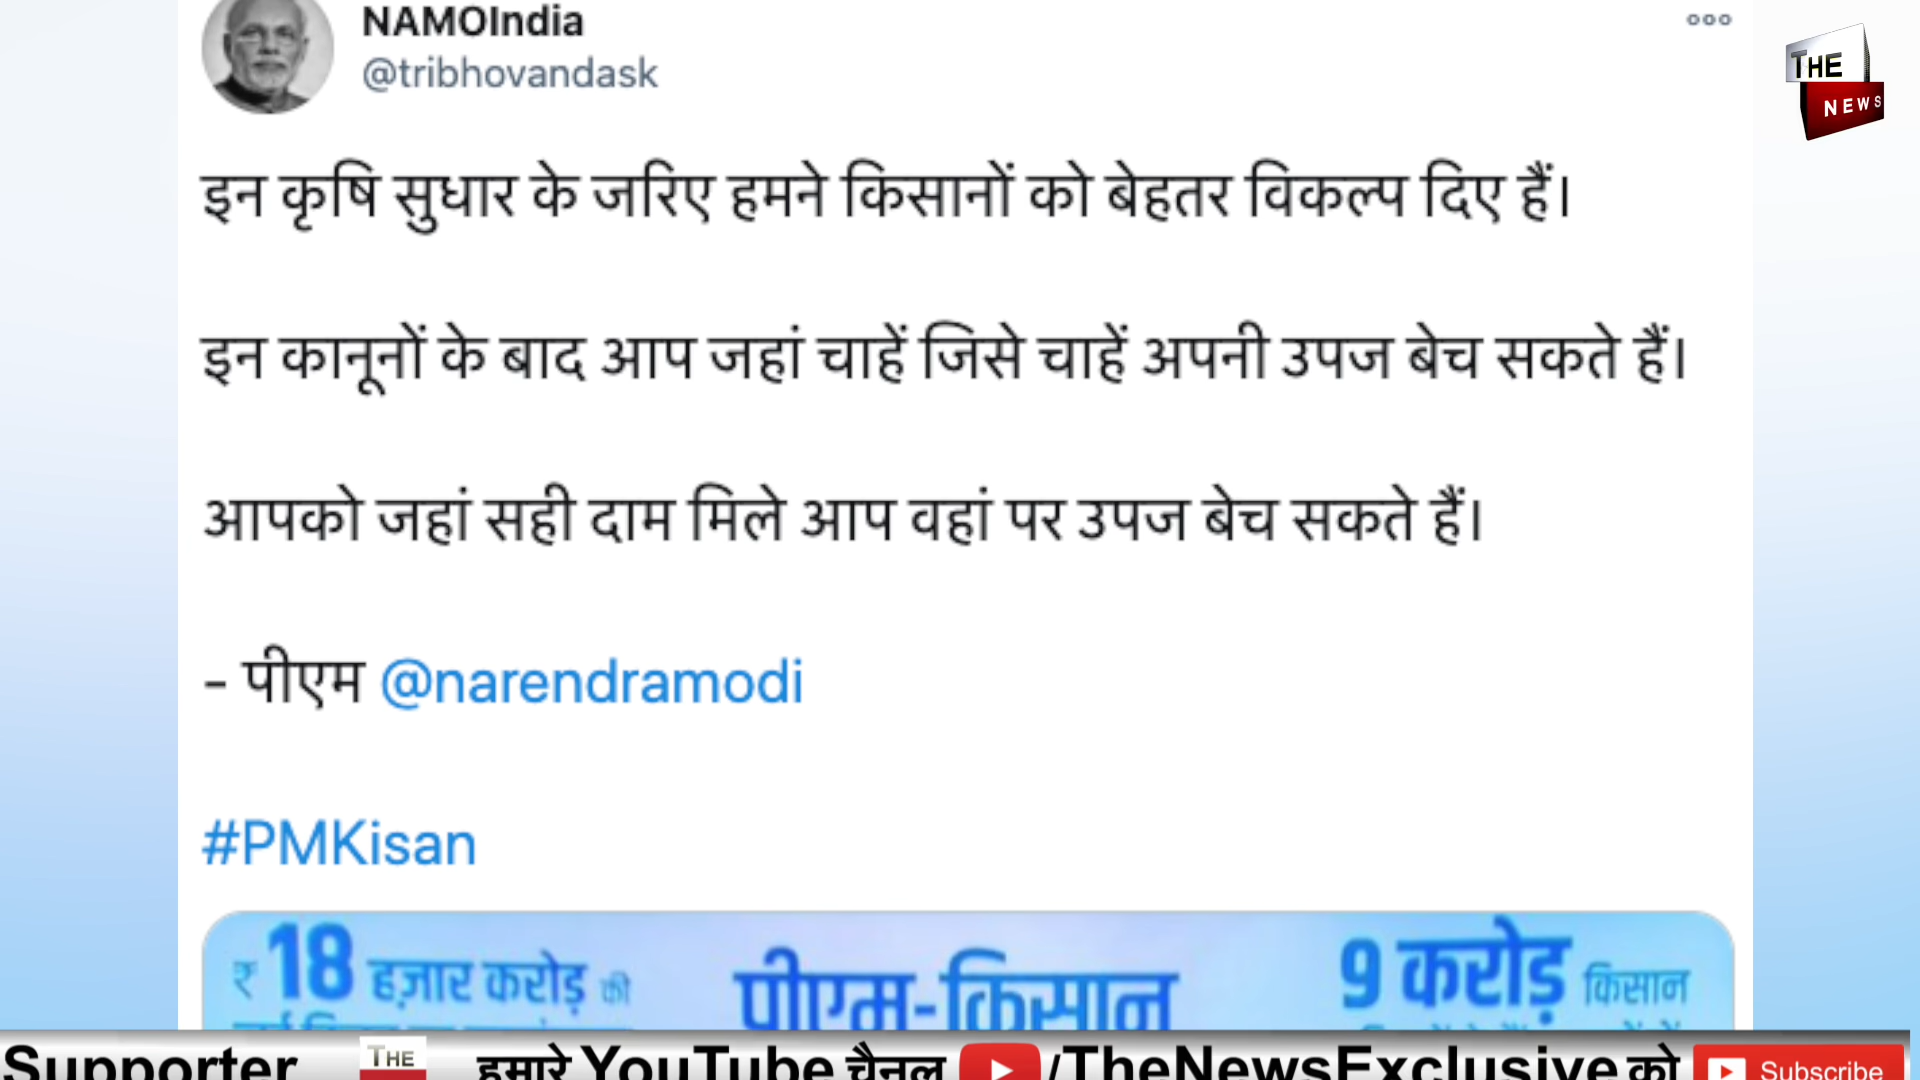 NAMOIndia
@tribhovandask
THE
NEWS
इन कृषि सुधार के जरिए हमने किसानों को बेहतर विकल्प दिए हैं।
इन कानूनों के बाद आप जहां चाहें जिसे चाहें अपनी उपज बेच सकते हैं।
आपको जहां सही दाम मिले आप वहां पर उपज बेच सकते हैं।
- पीएम @narendramodi
#PMKisan
₹ 18 हज़ार करोड़ की
पीएम-किसान
9 करोड़ किसान
Supporter THE हमारे YouTube चैनल /TheNewsExclusive को Subscribe